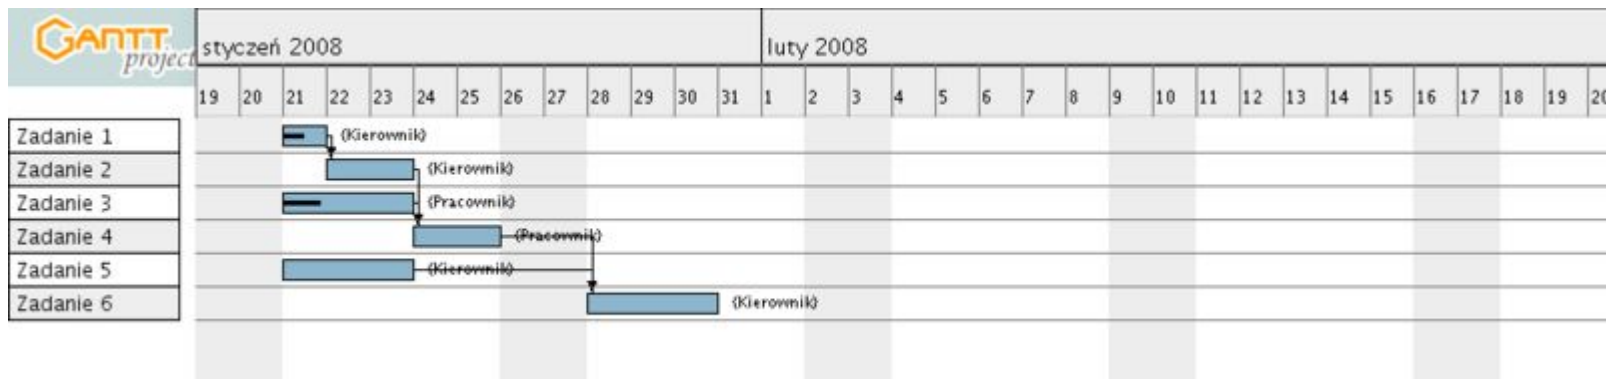 GANTT project
styczeń 2008 luty 2008
19 20 21 22 23 24 25 26 27 28 29 30 31 1 2 3 4 5 6 7 8 9 10 11 12 13 14 15 16 17 18 19 20
Zadanie 1 {Kierownik}
Zadanie 2 {Kierownik}
Zadanie 3 {Pracownik}
Zadanie 4 {Pracownik}
Zadanie 5 {Kierownik}
Zadanie 6 {Kierownik}